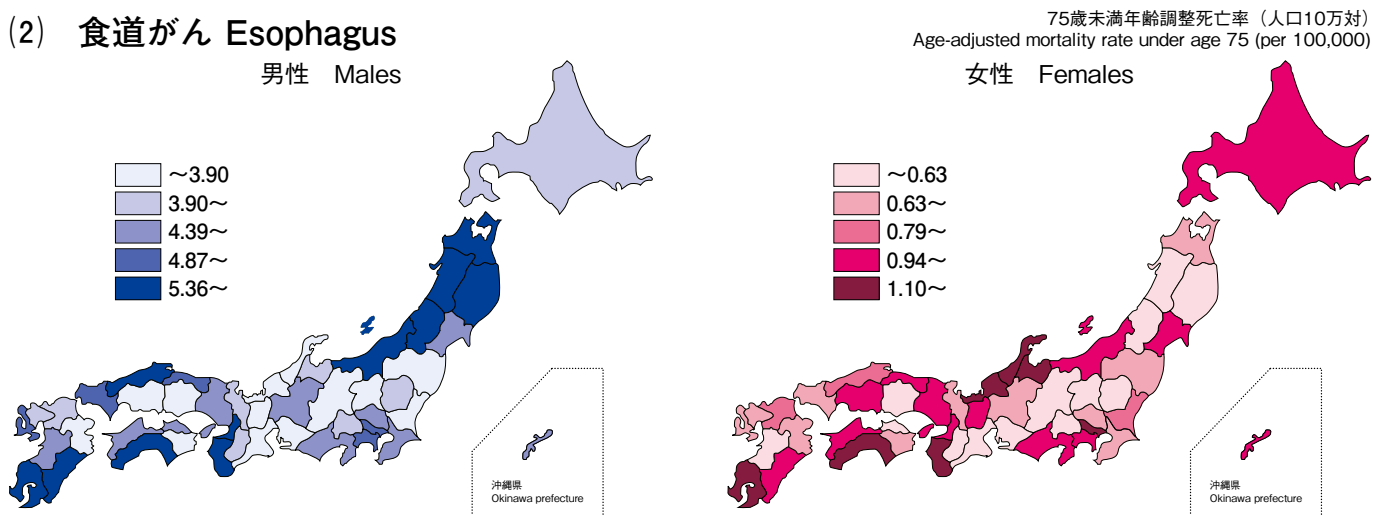 (2) 食道がん Esophagus
75歳未満年齢調整死亡率（人口10万対）
Age-adjusted mortality rate under age 75 (per 100,000)
男性 Males
～3.90
3.90～
4.39～
4.87～
5.36～
沖縄県
Okinawa prefecture
女性 Females
～0.63
0.63～
0.79～
0.94～
1.10～
沖縄県
Okinawa prefecture